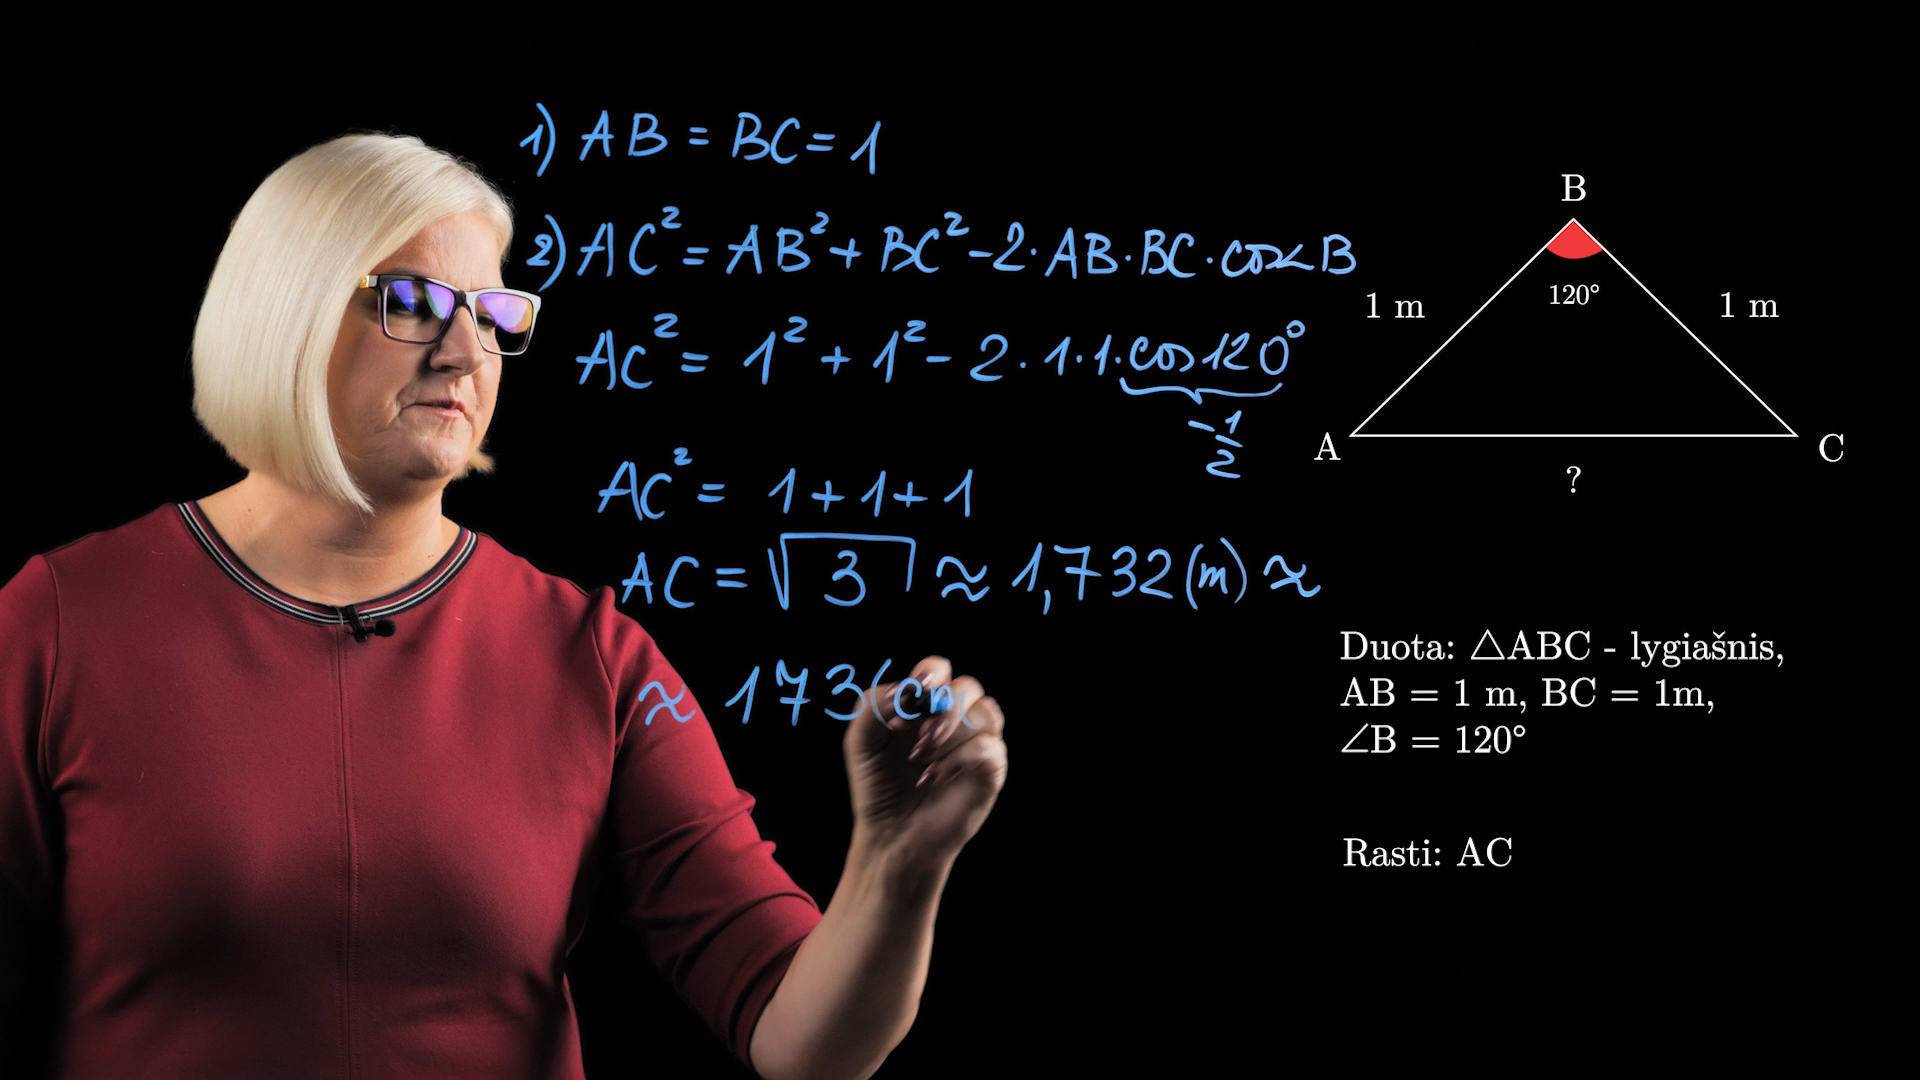 1) AB = BC = 1
2) AC² = AB² + BC² - 2 · AB · BC · cos∠B
AC² = 1² + 1² - 2 · 1 · 1 · cos120°
-1/2
AC² = 1 + 1 + 1
AC = √3 ≈ 1,732 (m) ≈
≈ 173 (cm
B
120°
1 m
1 m
A
C
?
Duota: △ABC - lygiašnis,
AB = 1 m, BC = 1m,
∠B = 120°
Rasti: AC